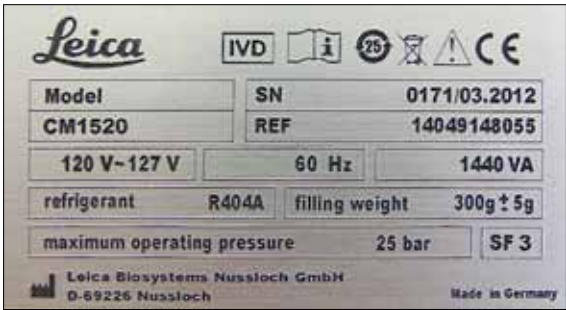 Leica IVD i 25 CE
Model SN 0171/03.2012
CM1520 REF 14049148055
120 V~127 V 60 Hz 1440 VA
refrigerant R404A filling weight 300g±5g
maximum operating pressure 25 bar SF 3
Leica Biosystems Nussloch GmbH
D-69226 Nussloch Made in Germany